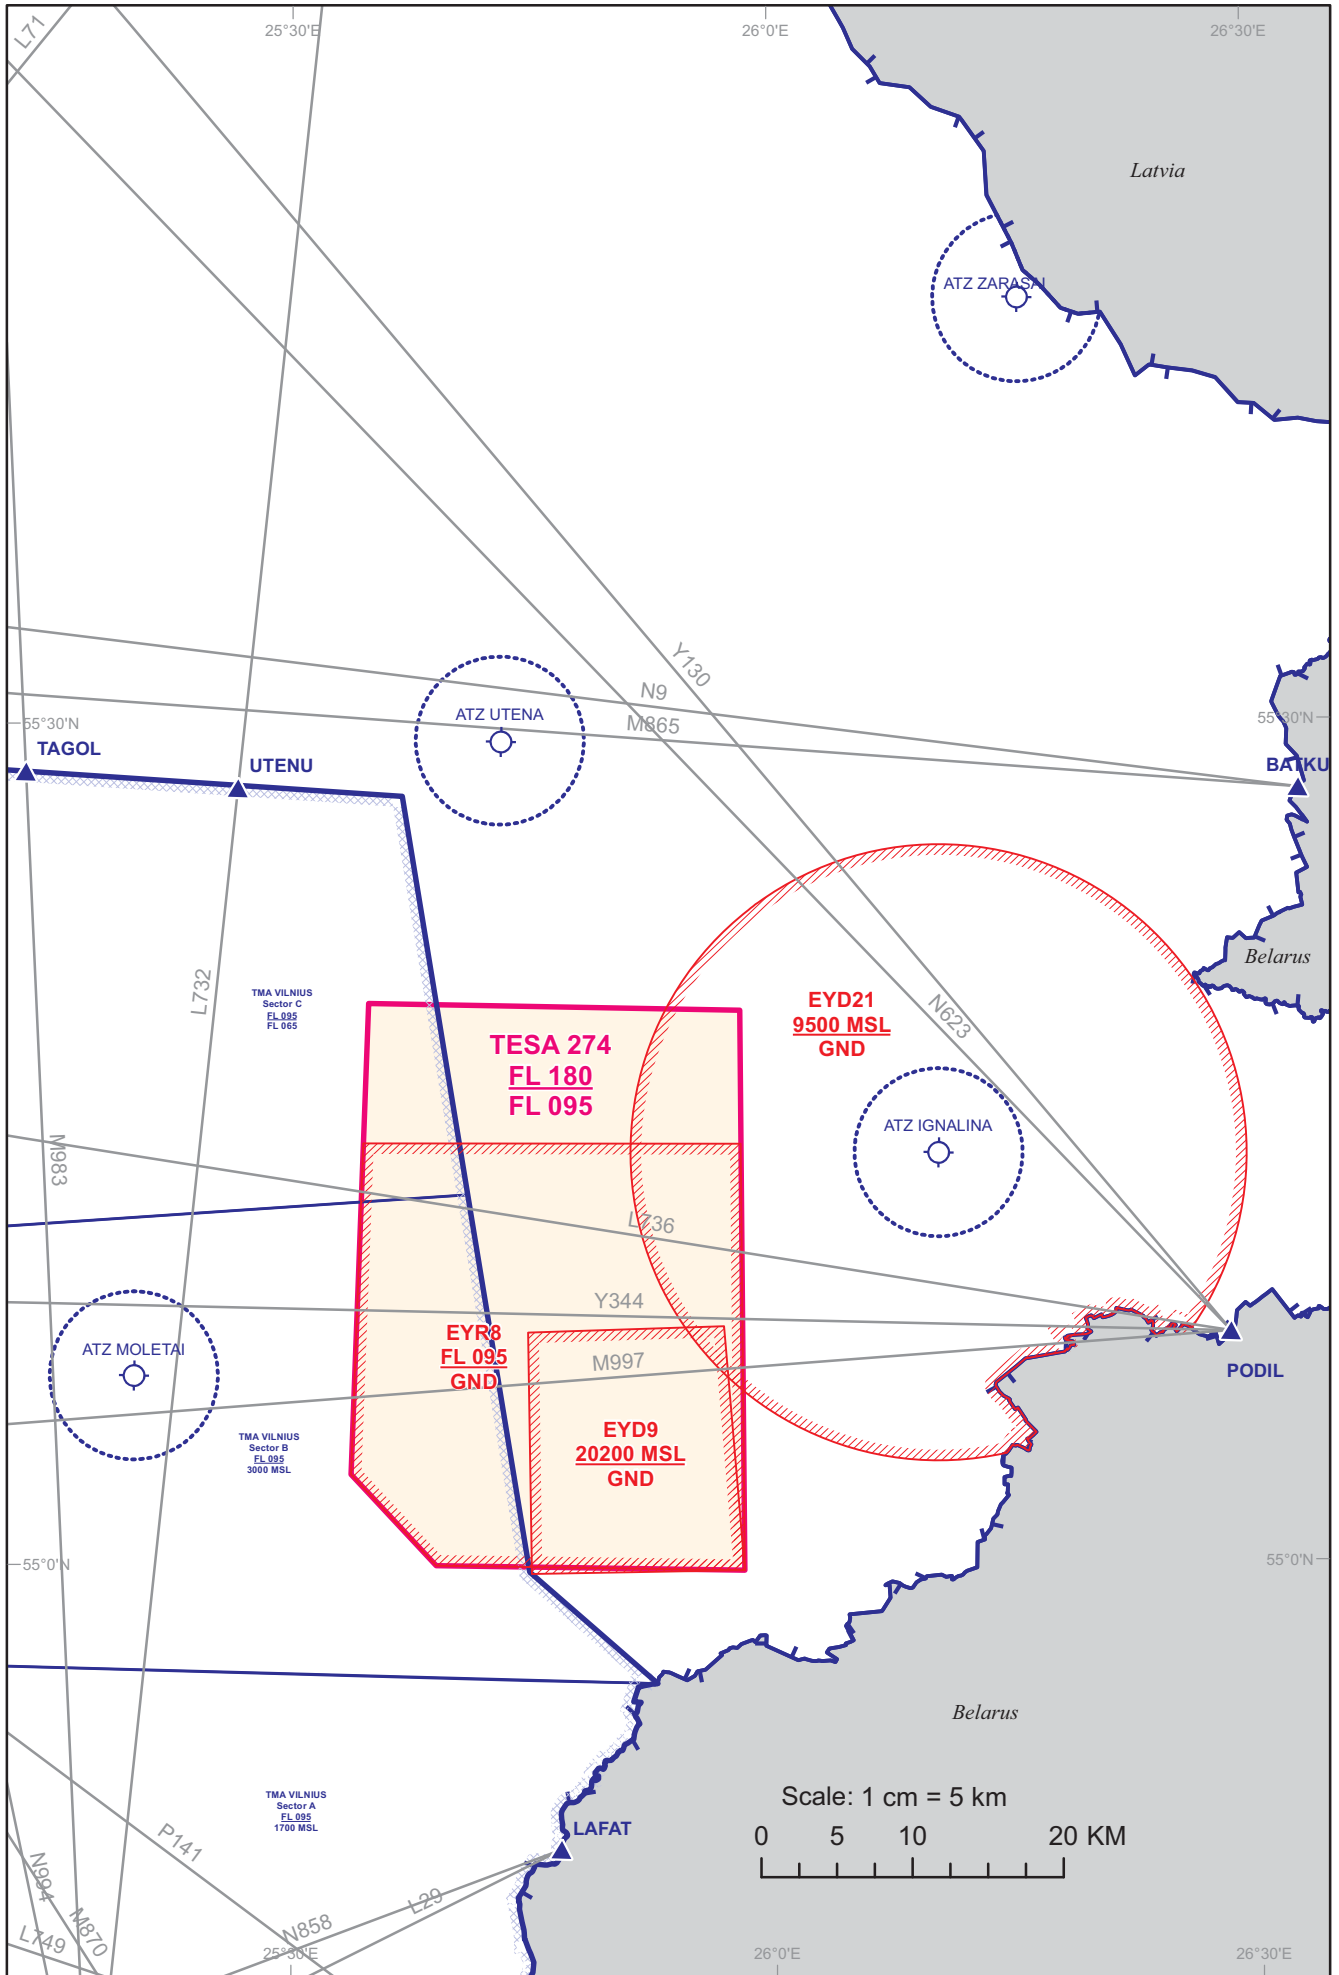 L71
25°30'E
26°0'E
26°30'E
Latvia
ATZ ZARASAI
Y130
N9
M865
ATZ UTENA
55°30'N
55°30'N
TAGOL
UTENU
BATKU
L732
TMA VILNIUS
Sector C
FL 095
FL 065
EYD21
9500 MSL
GND
N623
Belarus
TESA 274
FL 180
FL 095
M983
ATZ IGNALINA
L736
Y344
EYR8
FL 095
GND
M997
ATZ MOLETAI
PODIL
EYD9
20200 MSL
GND
TMA VILNIUS
Sector B
FL 095
3000 MSL
55°0'N
55°0'N
Belarus
TMA VILNIUS
Sector A
FL 095
1700 MSL
Scale: 1 cm = 5 km
0 5 10 20 KM
LAFAT
P141
N994
M870
L749
N858
L29
25°30'E
26°0'E
26°30'E